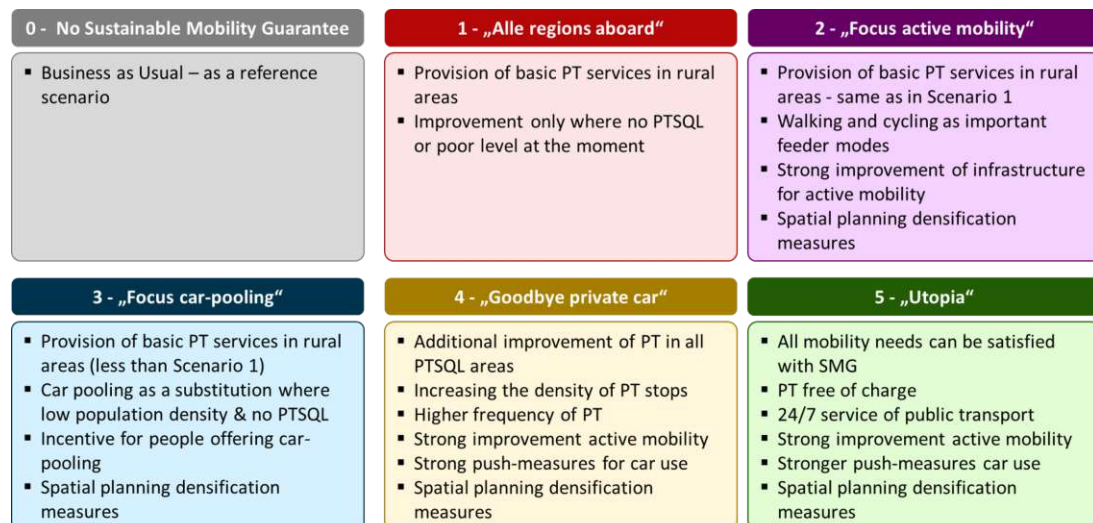 0 - No Sustainable Mobility Guarantee
▪ Business as Usual – as a reference
scenario
1 - „Alle regions aboard“
▪ Provision of basic PT services in rural
areas
▪ Improvement only where no PTSQL
or poor level at the moment
2 - „Focus active mobility“
▪ Provision of basic PT services in rural
areas - same as in Scenario 1
▪ Walking and cycling as important
feeder modes
▪ Strong improvement of infrastructure
for active mobility
▪ Spatial planning densification
measures
3 - „Focus car-pooling“
▪ Provision of basic PT services in rural
areas (less than Scenario 1)
▪ Car pooling as a substitution where
low population density & no PTSQL
▪ Incentive for people offering car-
pooling
▪ Spatial planning densification
measures
4 - „Goodbye private car“
▪ Additional improvement of PT in all
PTSQL areas
▪ Increasing the density of PT stops
▪ Higher frequency of PT
▪ Strong improvement active mobility
▪ Strong push-measures for car use
▪ Spatial planning densification
measures
5 - „Utopia“
▪ All mobility needs can be satisfied
with SMG
▪ PT free of charge
▪ 24/7 service of public transport
▪ Strong improvement active mobility
▪ Stronger push-measures car use
▪ Spatial planning densification
measures